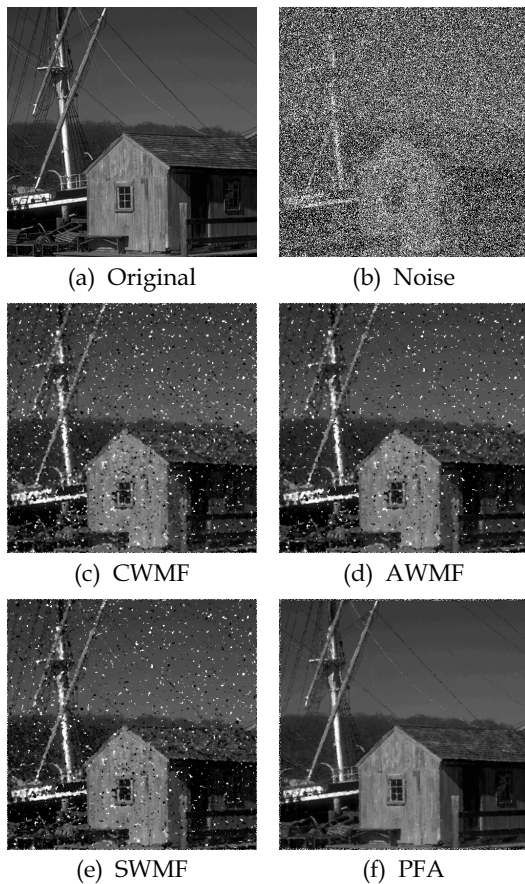 (a) Original
(b) Noise
(c) CWMF
(d) AWMF
(e) SWMF
(f) PFA